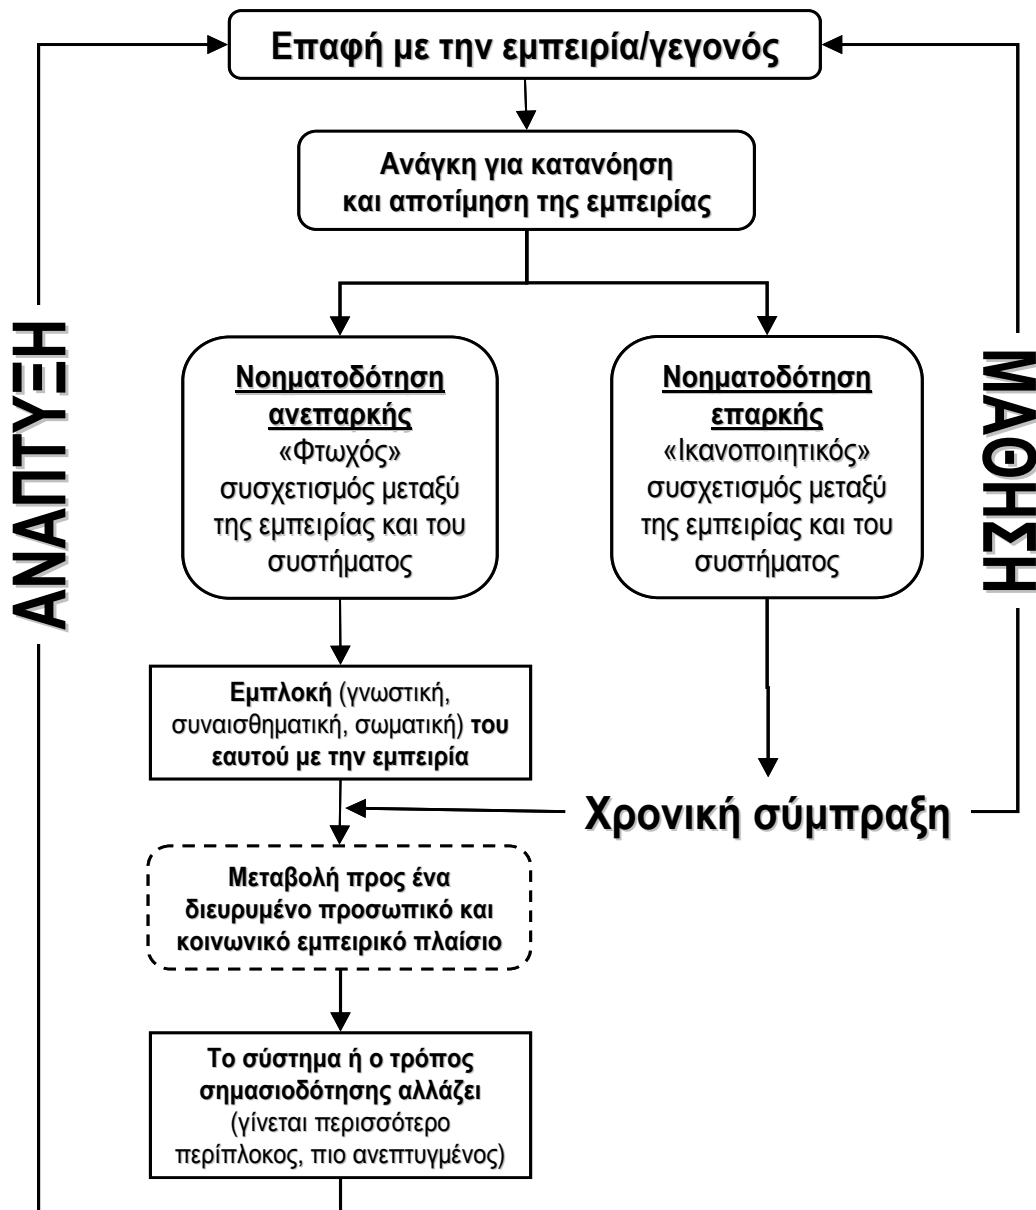 Επαφή με την εμπειρία/γεγονός
Ανάγκη για κατανόηση
και αποτίμηση της εμπειρίας
ΑΝΑΠΤΥΞΗ
Νοηματοδότηση
ανεπαρκής
«Φτωχός»
συσχετισμός μεταξύ
της εμπειρίας και του
συστήματος
Νοηματοδότηση
επαρκής
«Ικανοποιητικός»
συσχετισμός μεταξύ
της εμπειρίας και του
συστήματος
ΜΑΘΗΣΗ
Εμπλοκή (γνωστική,
συναισθηματική, σωματική) του
εαυτού με την εμπειρία
Χρονική σύμπραξη
Μεταβολή προς ένα
διευρυμένο προσωπικό και
κοινωνικό εμπειρικό πλαίσιο
Το σύστημα ή ο τρόπος
σημασιοδότησης αλλάζει
(γίνεται περισσότερο
περίπλοκος, πιο ανεπτυγμένος)